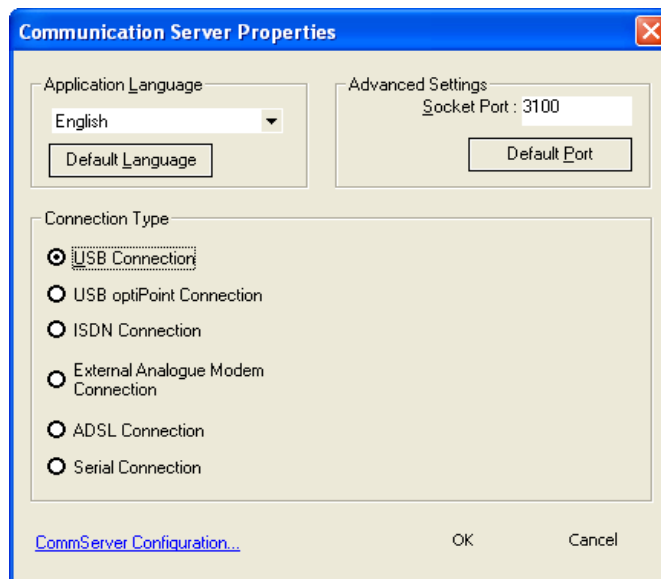 Communication Server Properties
Application Language
English
Default Language
Advanced Settings
Socket Port : 3100
Default Port
Connection Type
USB Connection
USB optiPoint Connection
ISDN Connection
External Analogue Modem
Connection
ADSL Connection
Serial Connection
CommServer Configuration...
OK
Cancel